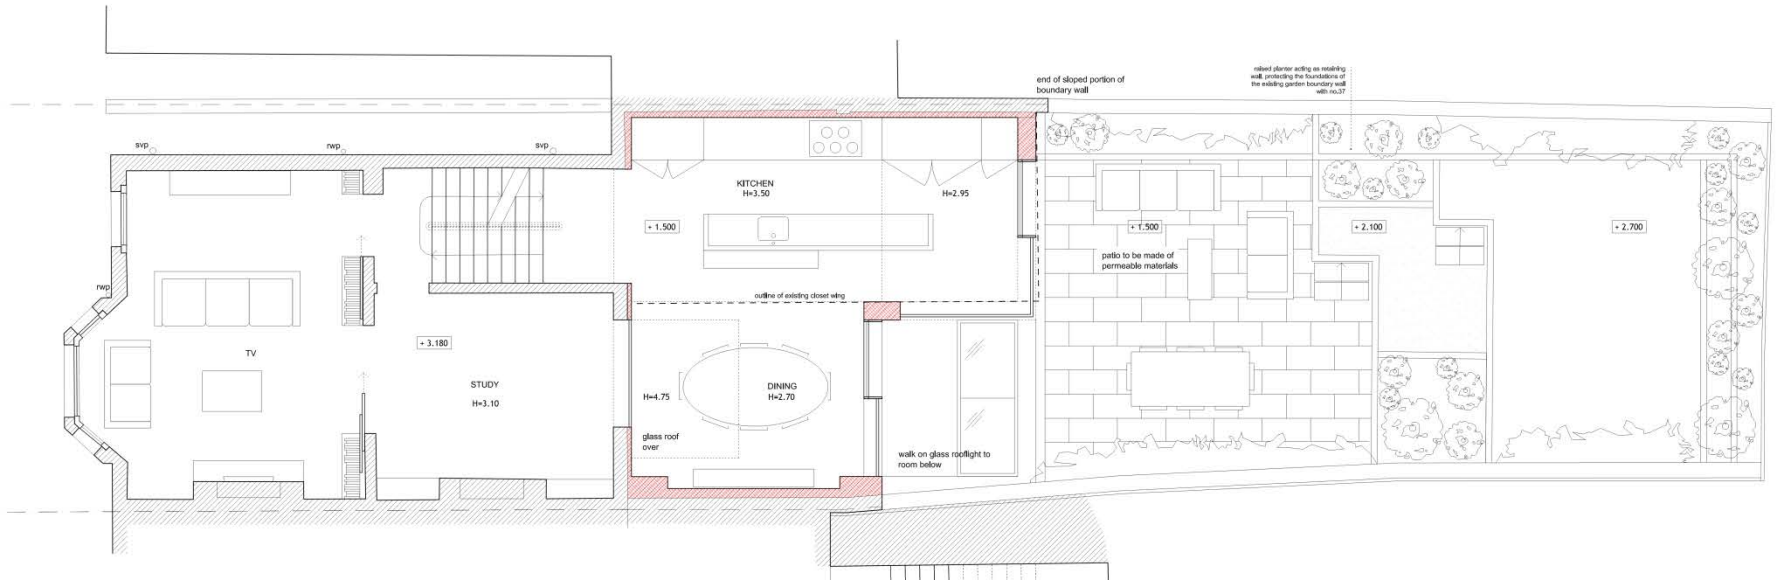 end of sloped portion of
boundary wall
raised planter acting as retaining
wall, protecting the foundations of
the existing garden boundary wall
with no.37
svp
rwp
svp
KITCHEN
H=3.50
H=2.95
+ 1.500
+ 1.500
+ 2.100
+ 2.700
patio to be made of
permeable materials
rwp
outline of existing closet wing
+ 3.180
TV
STUDY
H=3.10
H=4.75
DINING
H=2.70
glass roof
over
walk on glass rooflight to
room below